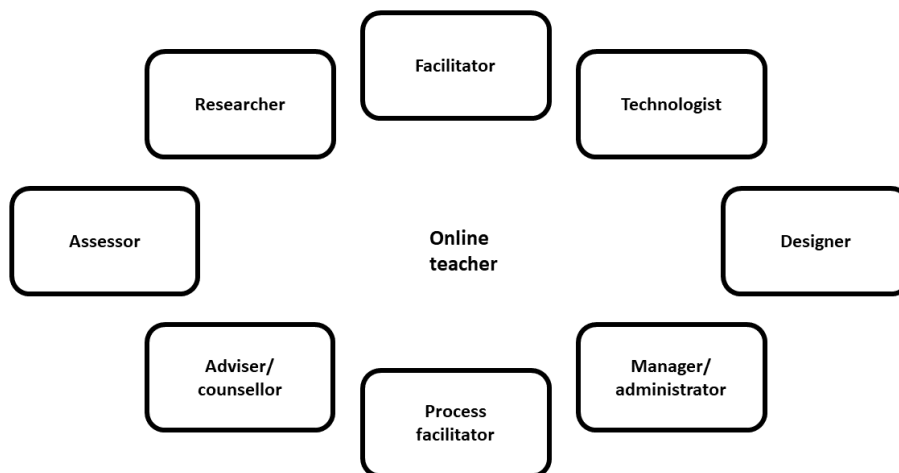 Facilitator
Researcher
Technologist
Assessor
Online
teacher
Designer
Adviser/
counsellor
Manager/
administrator
Process
facilitator